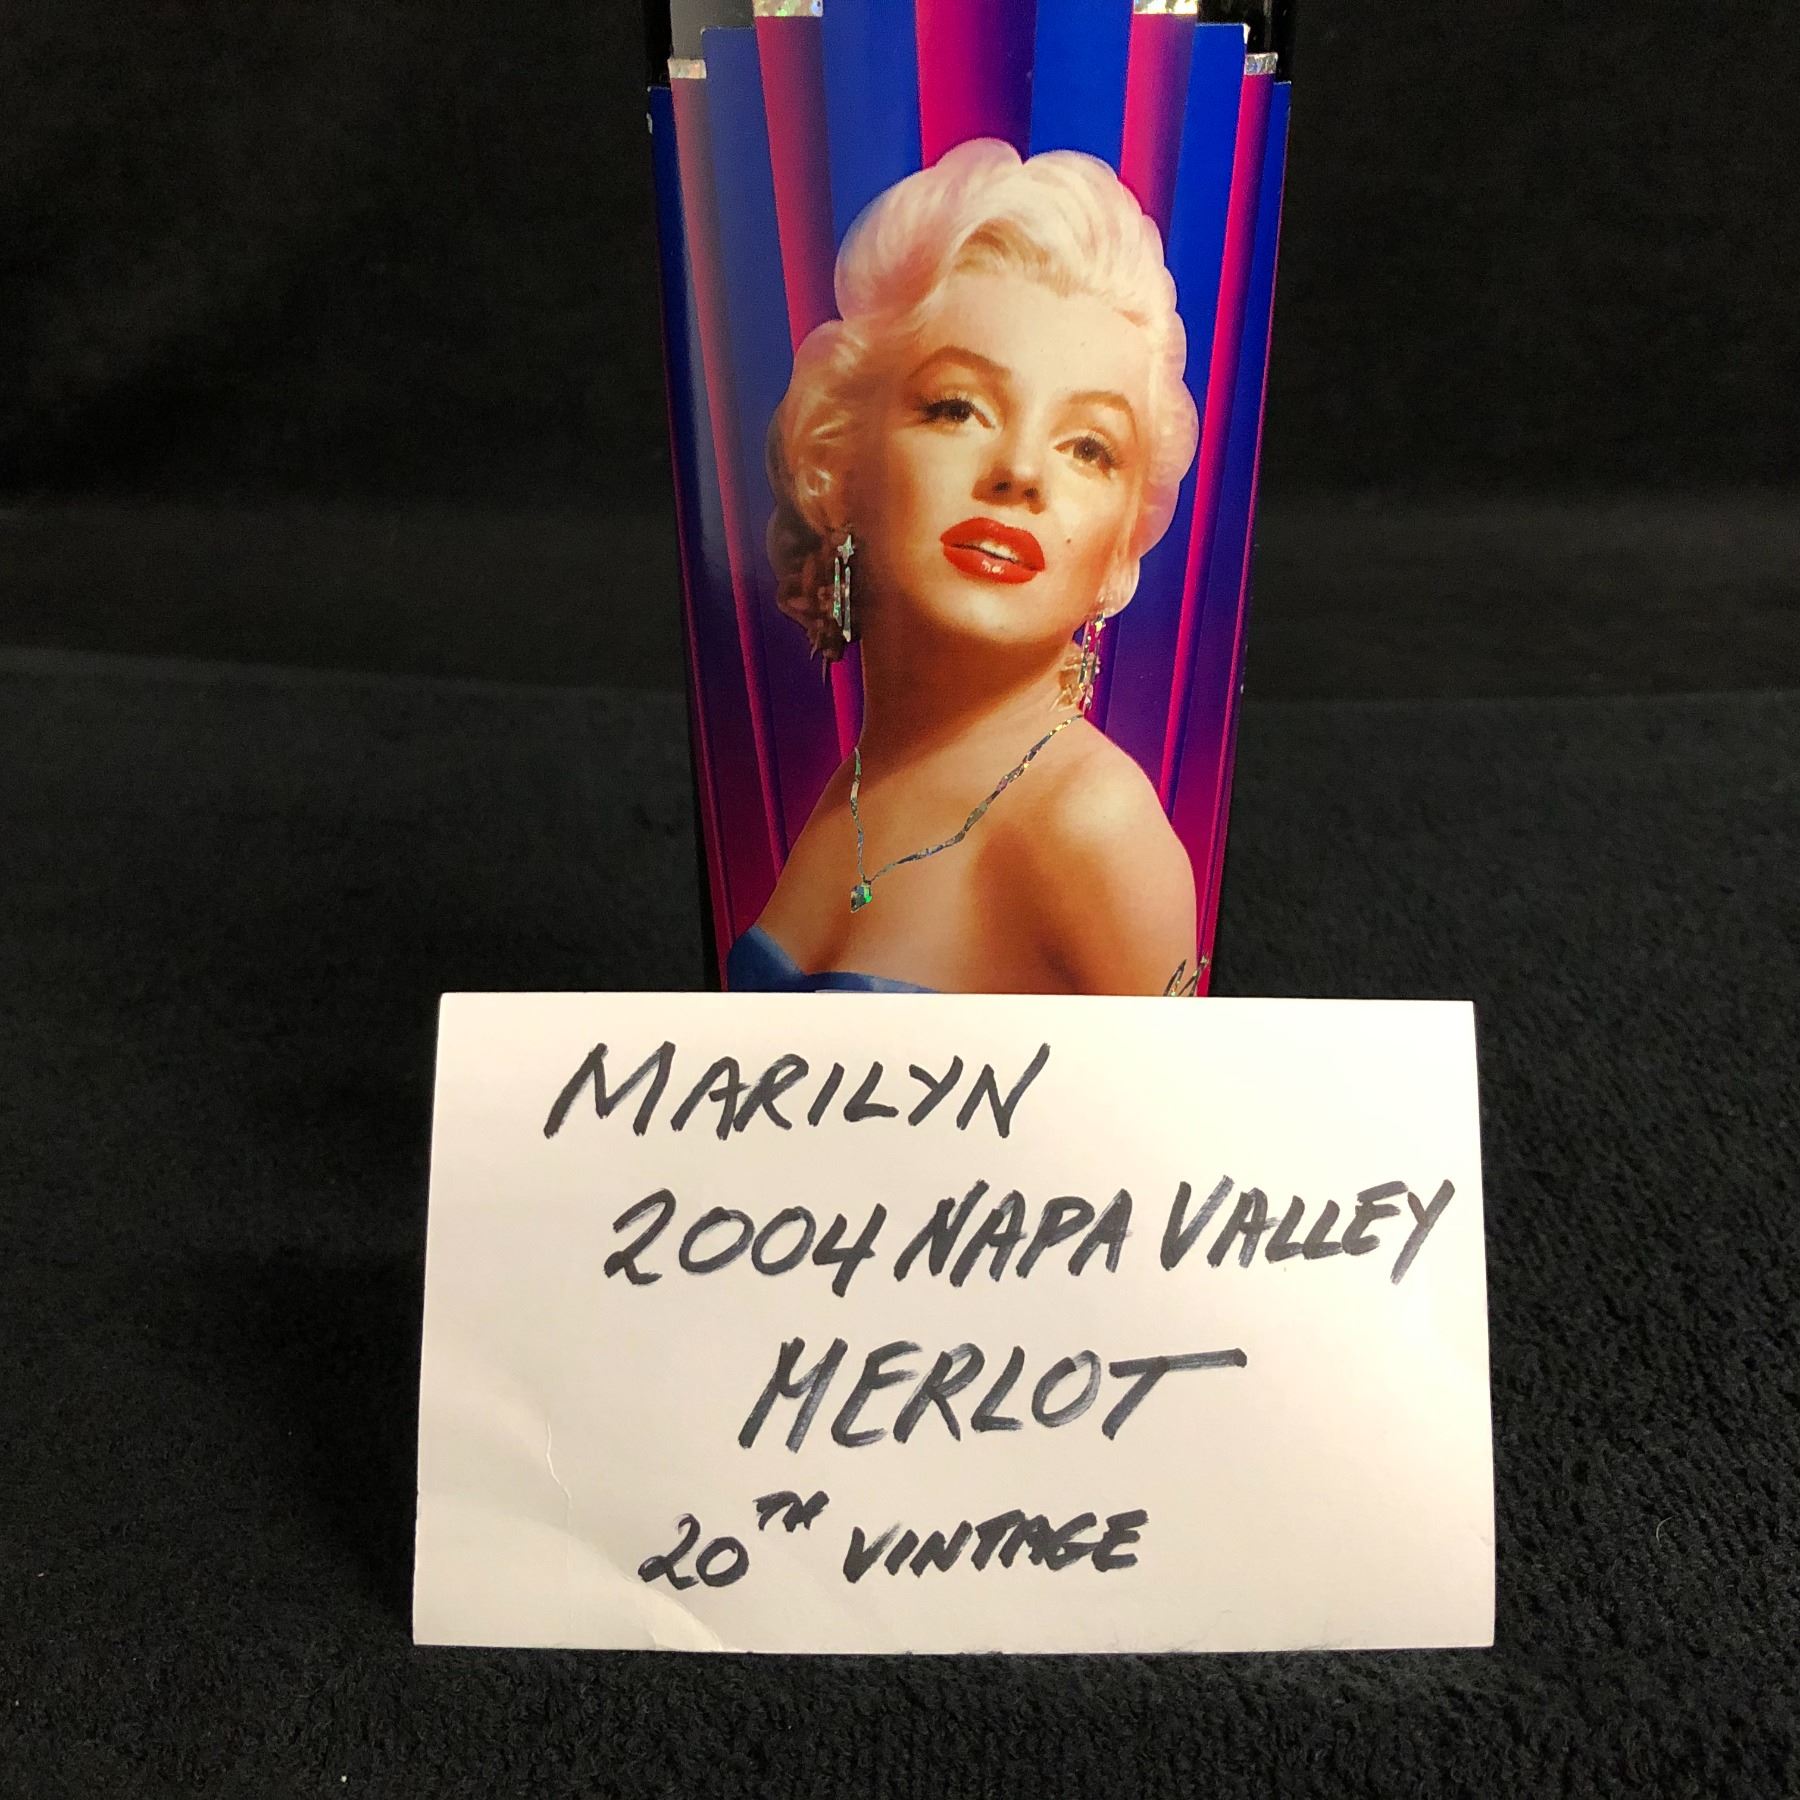 MARILYN
2004 NAPA VALLEY
MERLOT
20TH VINTAGE